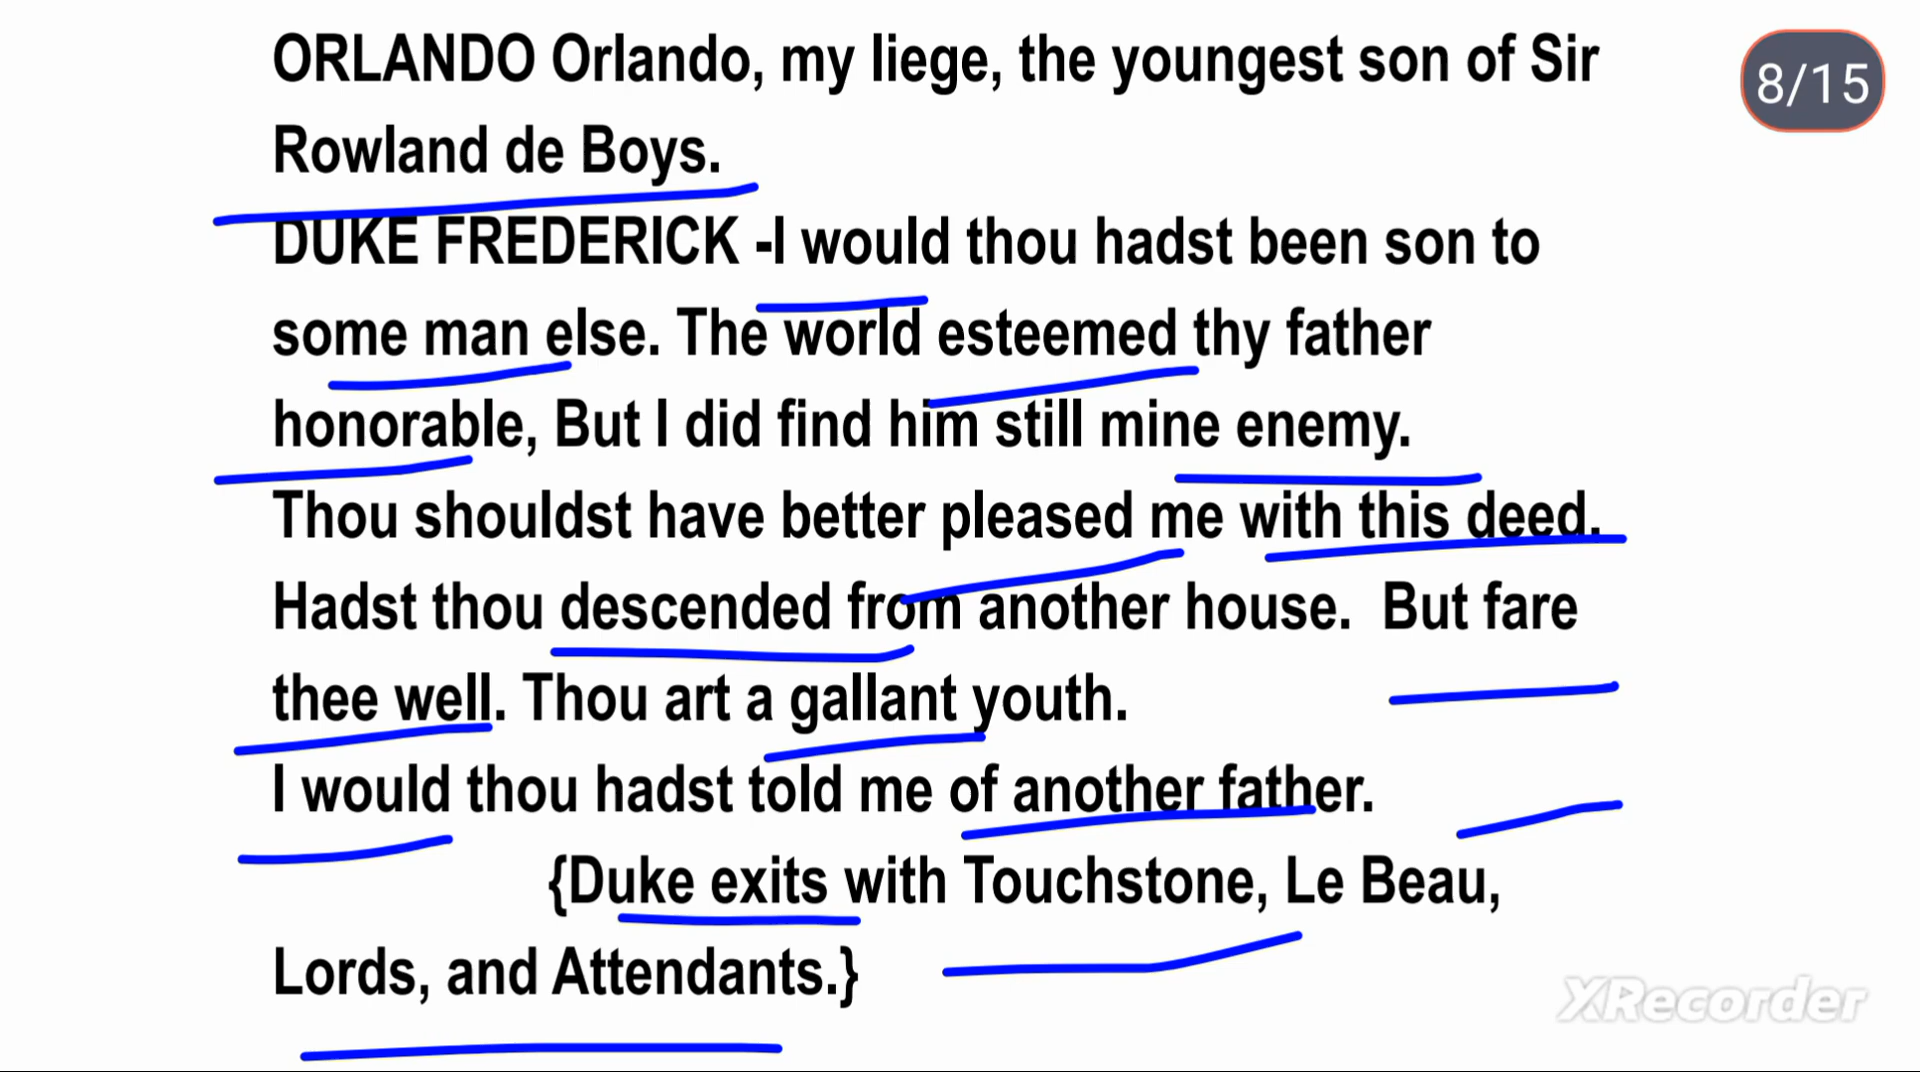 ORLANDO Orlando, my liege, the youngest son of Sir
8/15
Rowland de Boys.
DUKE FREDERICK -I would thou hadst been son to
some man else. The world esteemed thy father
honorable, But I did find him still mine enemy.
Thou shouldst have better pleased me with this deed.
Hadst thou descended from another house.  But fare
thee well. Thou art a gallant youth.
I would thou hadst told me of another father.
{Duke exits with Touchstone, Le Beau,
Lords, and Attendants.}
XRecorder